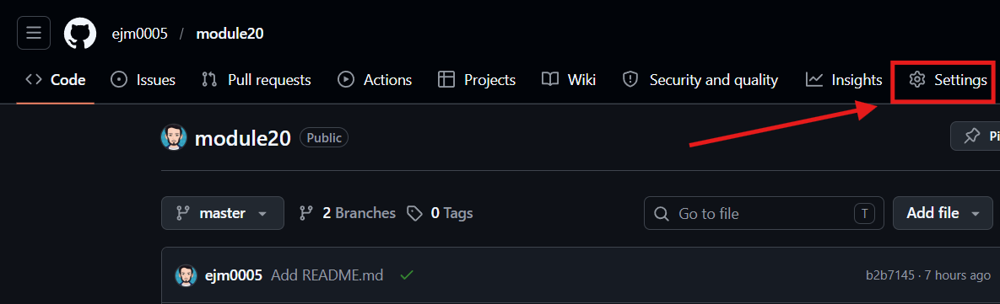 ejm0005 / module20
Code Issues Pull requests Actions Projects Wiki Security and quality Insights Settings
module20 Public
master 2 Branches 0 Tags Go to file T Add file
ejm0005 Add README.md b2b7145 · 7 hours ago